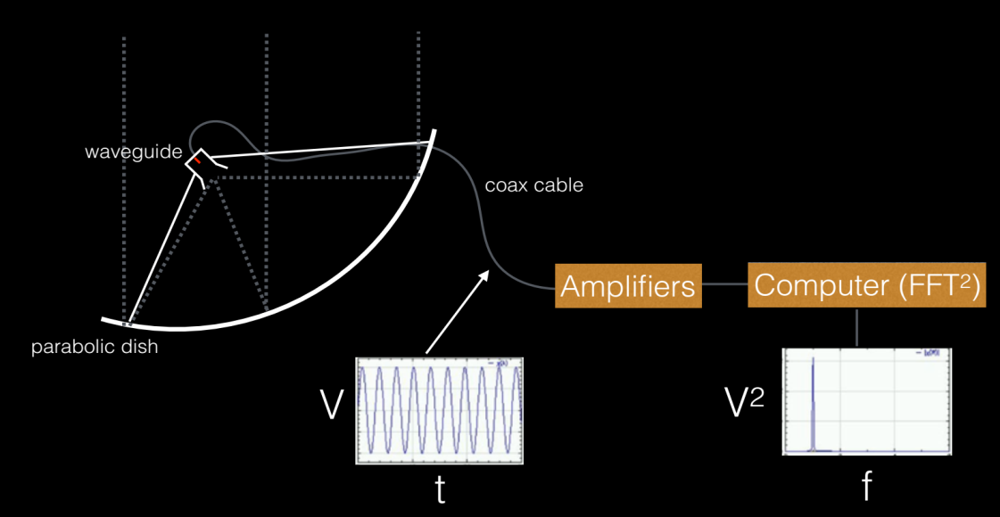 waveguide
coax cable
Amplifiers
Computer (FFT²)
parabolic dish
V
t
V²
f